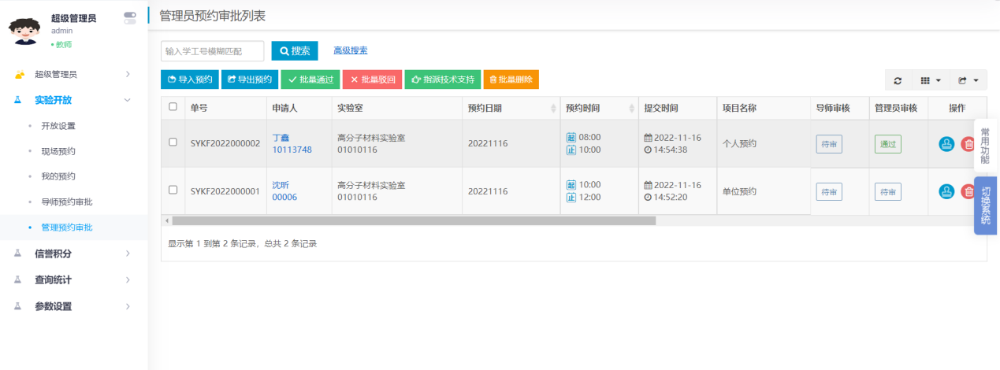 超级管理员
admin
教师
超级管理员
实验开放
开放设置
现场预约
我的预约
导师预约审批
管理预约审批
信誉积分
查询统计
参数设置
管理员预约审批列表
输入学工号模糊匹配 搜索 高级搜索
导入预约 导出预约 批量通过 批量驳回 指派技术支持 批量删除
单号 申请人 实验室 预约日期 预约时间 提交时间 项目名称 导师审核 管理员审核 操作
SYKF2022000002 丁鑫 10113748 高分子材料实验室 01010116 20221116 起 08:00 止 10:00 2022-11-16 14:54:38 个人预约 待审 通过
SYKF2022000001 沈昕 00006 高分子材料实验室 01010116 20221116 起 10:00 止 12:00 2022-11-16 14:52:20 单位预约 待审 待审
显示第 1 到第 2 条记录，总共 2 条记录
常用功能
切换系统